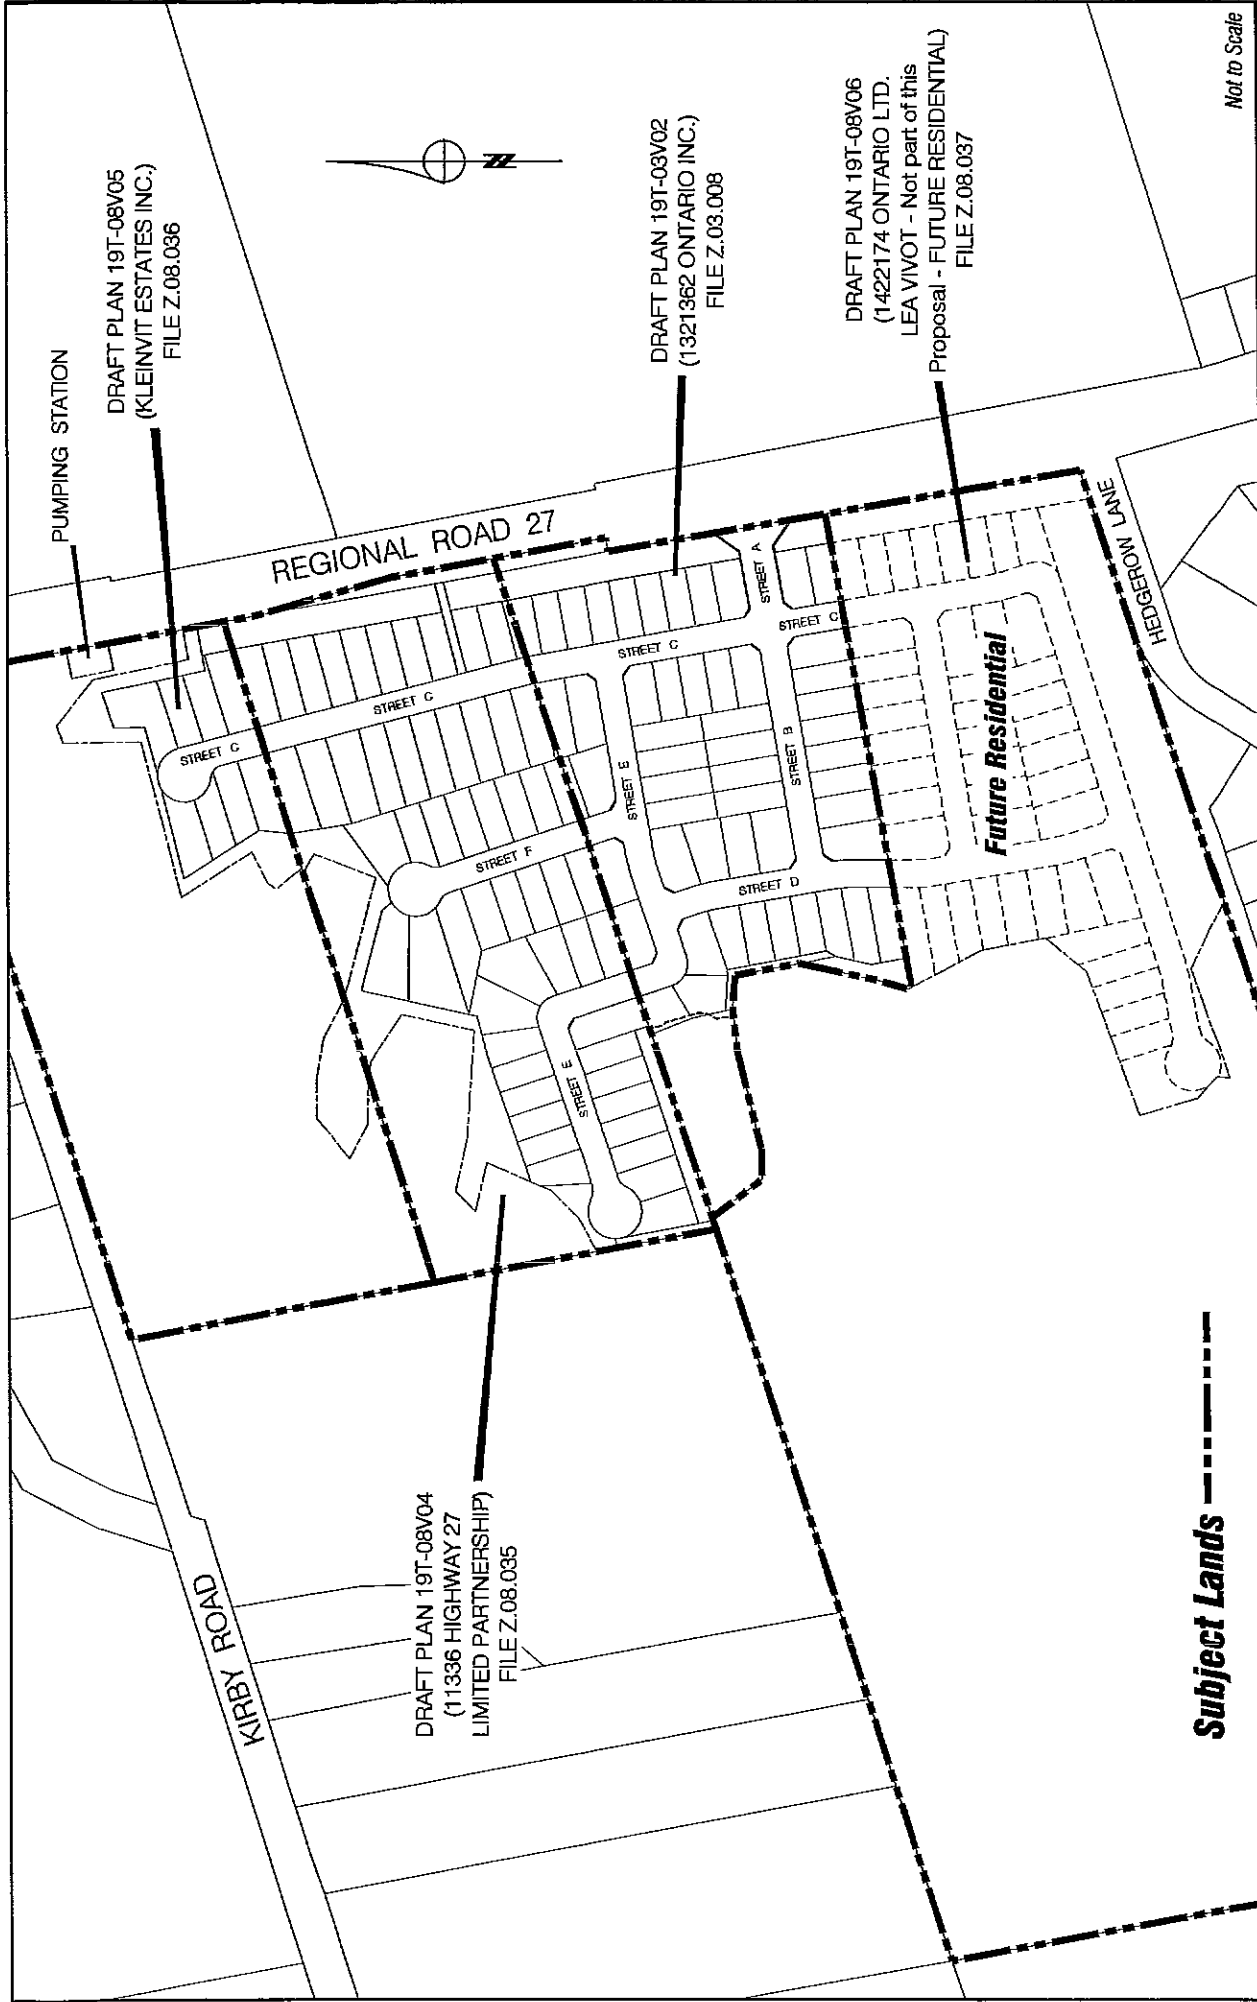 PUMPING STATION
DRAFT PLAN 19T-08V05
(KLEINVIT ESTATES INC.)
FILE Z.08.036
REGIONAL ROAD 27
DRAFT PLAN 19T-03V02
(1321362 ONTARIO INC.)
FILE Z.03.008
DRAFT PLAN 19T-08V06
(1422174 ONTARIO LTD.
LEA VIVOT - Not part of this
Proposal - FUTURE RESIDENTIAL)
FILE Z.08.037
N
Not to Scale
STREET C
STREET C
STREET C
STREET A
STREET C
STREET F
STREET E
STREET B
STREET D
STREET E
Future Residential
HEDGEROW LANE
DRAFT PLAN 19T-08V04
(11336 HIGHWAY 27
LIMITED PARTNERSHIP)
FILE Z.08.035
KIRBY ROAD
Subject Lands